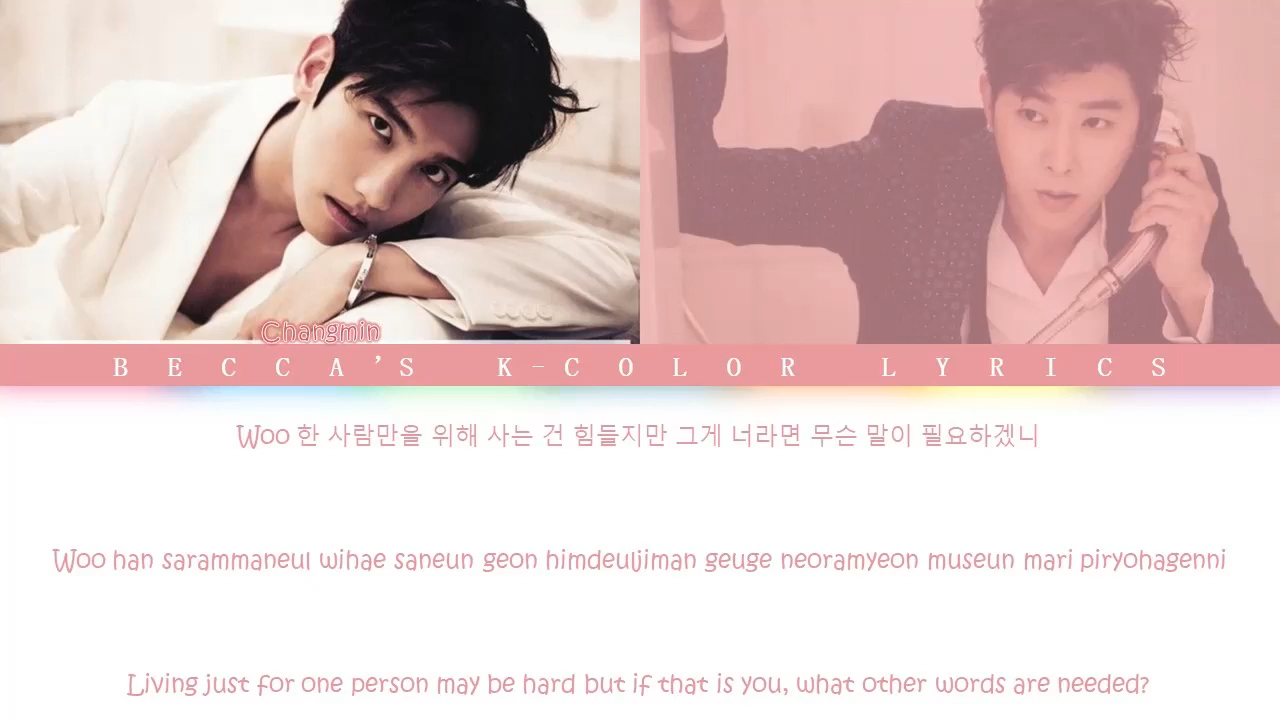 Changmin
BECCA'S K-COLOR LYRICS
Woo 한 사람만을 위해 사는 건 힘들지만 그게 너라면 무슨 말이 필요하겠니
Woo han sarammaneul wihae saneun geon himdeuljiman geuge neoramyeon museun mari piryohagenni
Living just for one person may be hard but if that is you, what other words are needed?